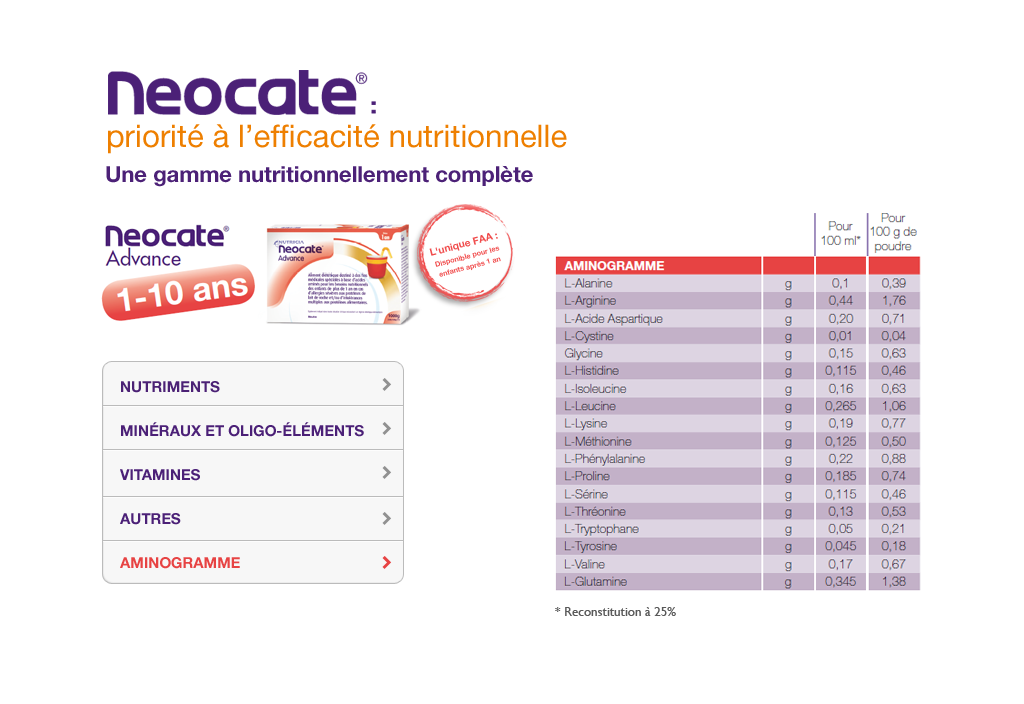 neocate® :
priorité à l’efficacité nutritionnelle
Une gamme nutritionnellement complète
neocate®
Advance
1-10 ans
NUTRICIA
neocate
Advance
Aliment diététique destiné à des fins
L'unique FAA :
Disponible pour les
enfants après 1 an
NUTRIMENTS
MINÉRAUX ET OLIGO-ÉLÉMENTS
VITAMINES
AUTRES
AMINOGRAMME
Pour 100 ml* Pour 100 g de poudre
AMINOGRAMME
L-Alanine g 0,1 0,39
L-Arginine g 0,44 1,76
L-Acide Aspartique g 0,20 0,71
L-Cystine g 0,01 0,04
Glycine g 0,15 0,63
L-Histidine g 0,115 0,46
L-Isoleucine g 0,16 0,63
L-Leucine g 0,265 1,06
L-Lysine g 0,19 0,77
L-Méthionine g 0,125 0,50
L-Phénylalanine g 0,22 0,88
L-Proline g 0,185 0,74
L-Sérine g 0,115 0,46
L-Thréonine g 0,13 0,53
L-Tryptophane g 0,05 0,21
L-Tyrosine g 0,045 0,18
L-Valine g 0,17 0,67
L-Glutamine g 0,345 1,38
* Reconstitution à 25%